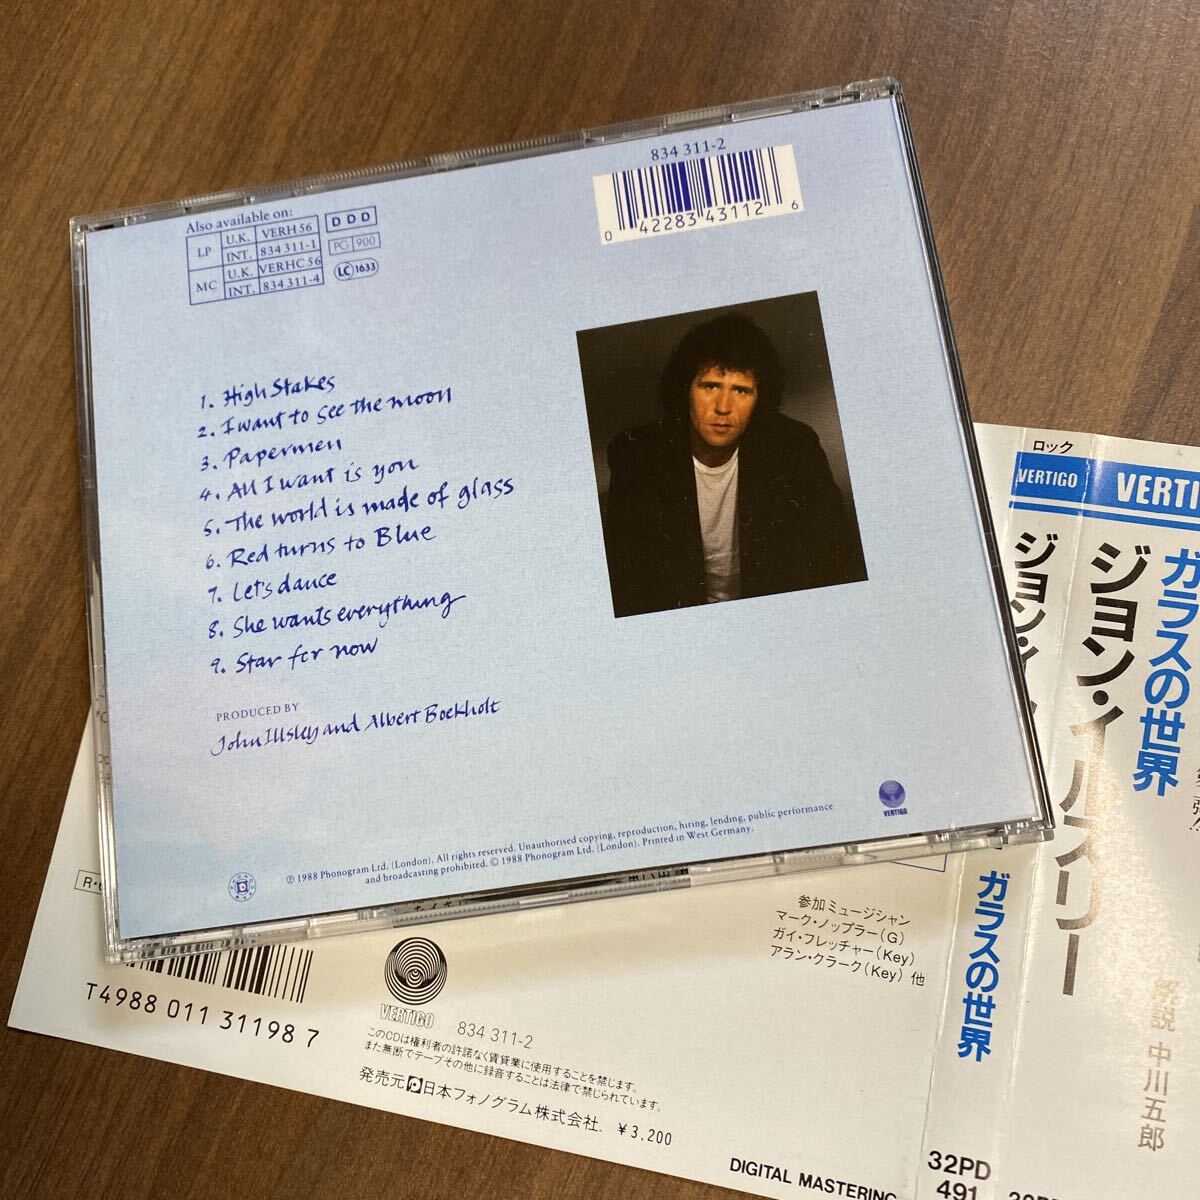 834 311-2
0 42283 43112 6
Also available on:
LP U.K. VERH 56
INT. 834 311-1
MC U.K. VERHC 56
INT. 834 311-4
D D D
PG 900
LC 1633
1. High Stakes
2. I want to see the moon
3. Papermen
4. All I want is you
5. The world is made of glass
6. Red turns to Blue
7. Let's dance
8. She wants everything
9. Star for now
PRODUCED BY
John Illsley and Albert Boekholt
VERTIGO
℗ 1988 Phonogram Ltd. (London). All rights reserved. Unauthorised copying, reproduction, hiring, lending, public performance
and broadcasting prohibited. © 1988 Phonogram Ltd. (London). Printed in West Germany.
参加ミュージシャン
マーク・ノップラー(G)
ガイ・フレッチャー(Key)
アラン・クラーク(Key) 他
T4988 011 31198 7
VERTIGO
834 311-2
このCDは権利者の許諾なく賃貸業に使用することを禁じます。
また無断でテープその他に録音することは法律で禁じられています。
発売元 日本フォノグラム株式会社. ¥3,200
DIGITAL MASTERING
ロック
VERTIGO
ジョン・イ
ガラスの世界
32PD
491
VERTI
ガラスの世界
ジョン・イルスリー
解説 中川五郎